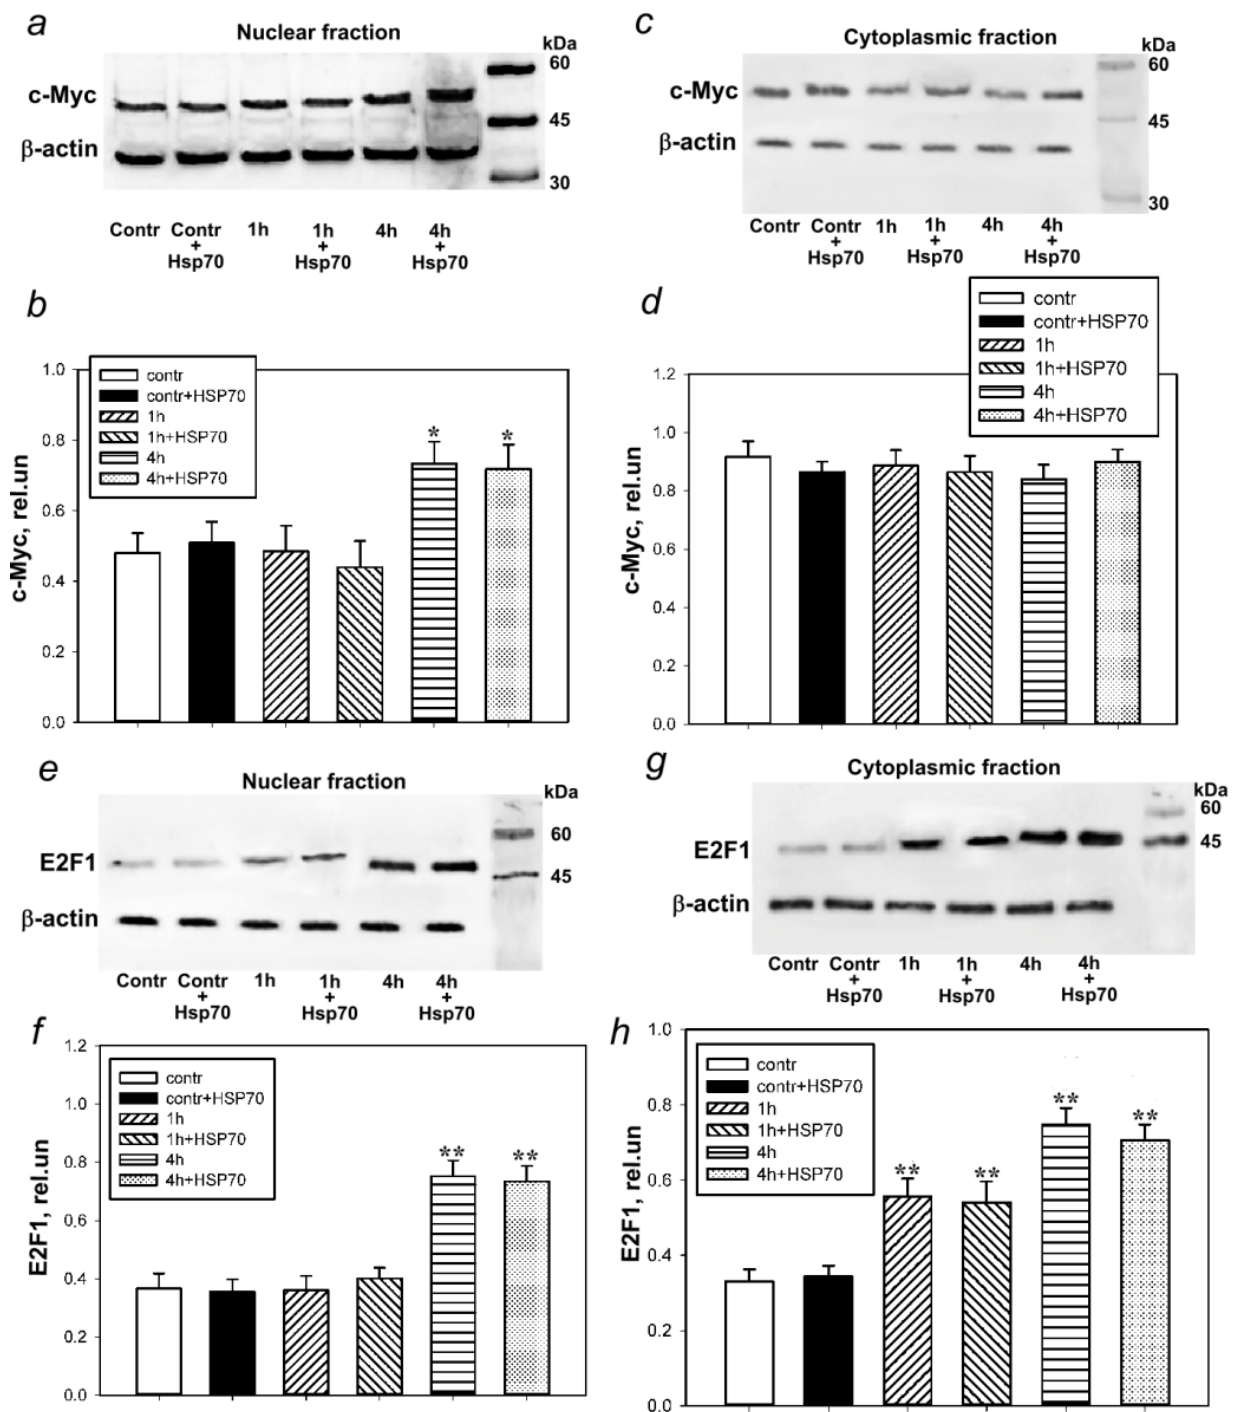 a
Nuclear fraction
kDa
60
c-Myc
45
β-actin
30
Contr Contr 1h 1h 4h 4h
+ + +
Hsp70 Hsp70 Hsp70
c
Cytoplasmic fraction
kDa
60
c-Myc
45
β-actin
30
Contr Contr 1h 1h 4h 4h
+ + +
Hsp70 Hsp70 Hsp70
b
contr
contr+HSP70
1h
1h+HSP70
4h
4h+HSP70
1.0
0.8
0.6
0.4
0.2
0.0
c-Myc, rel.un
* *
d
contr
contr+HSP70
1h
1h+HSP70
4h
4h+HSP70
1.2
1.0
0.8
0.6
0.4
0.2
0.0
c-Myc, rel.un
e
Nuclear fraction
kDa
60
E2F1
45
β-actin
Contr Contr 1h 1h 4h 4h
+ + +
Hsp70 Hsp70 Hsp70
g
Cytoplasmic fraction
kDa
60
E2F1
45
β-actin
Contr Contr 1h 1h 4h 4h
+ + +
Hsp70 Hsp70 Hsp70
f
contr
contr+HSP70
1h
1h+HSP70
4h
4h+HSP70
1.2
1.0
0.8
0.6
0.4
0.2
0.0
E2F1, rel.un
** **
h
contr
contr+HSP70
1h
1h+HSP70
4h
4h+HSP70
1.0
0.8
0.6
0.4
0.2
0.0
E2F1, rel.un
** ** ** **